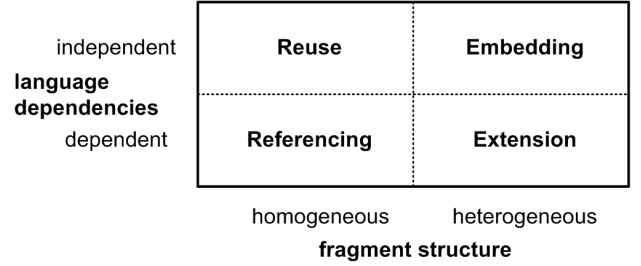 independent Reuse Embedding
language
dependencies
dependent Referencing Extension
homogeneous heterogeneous
fragment structure